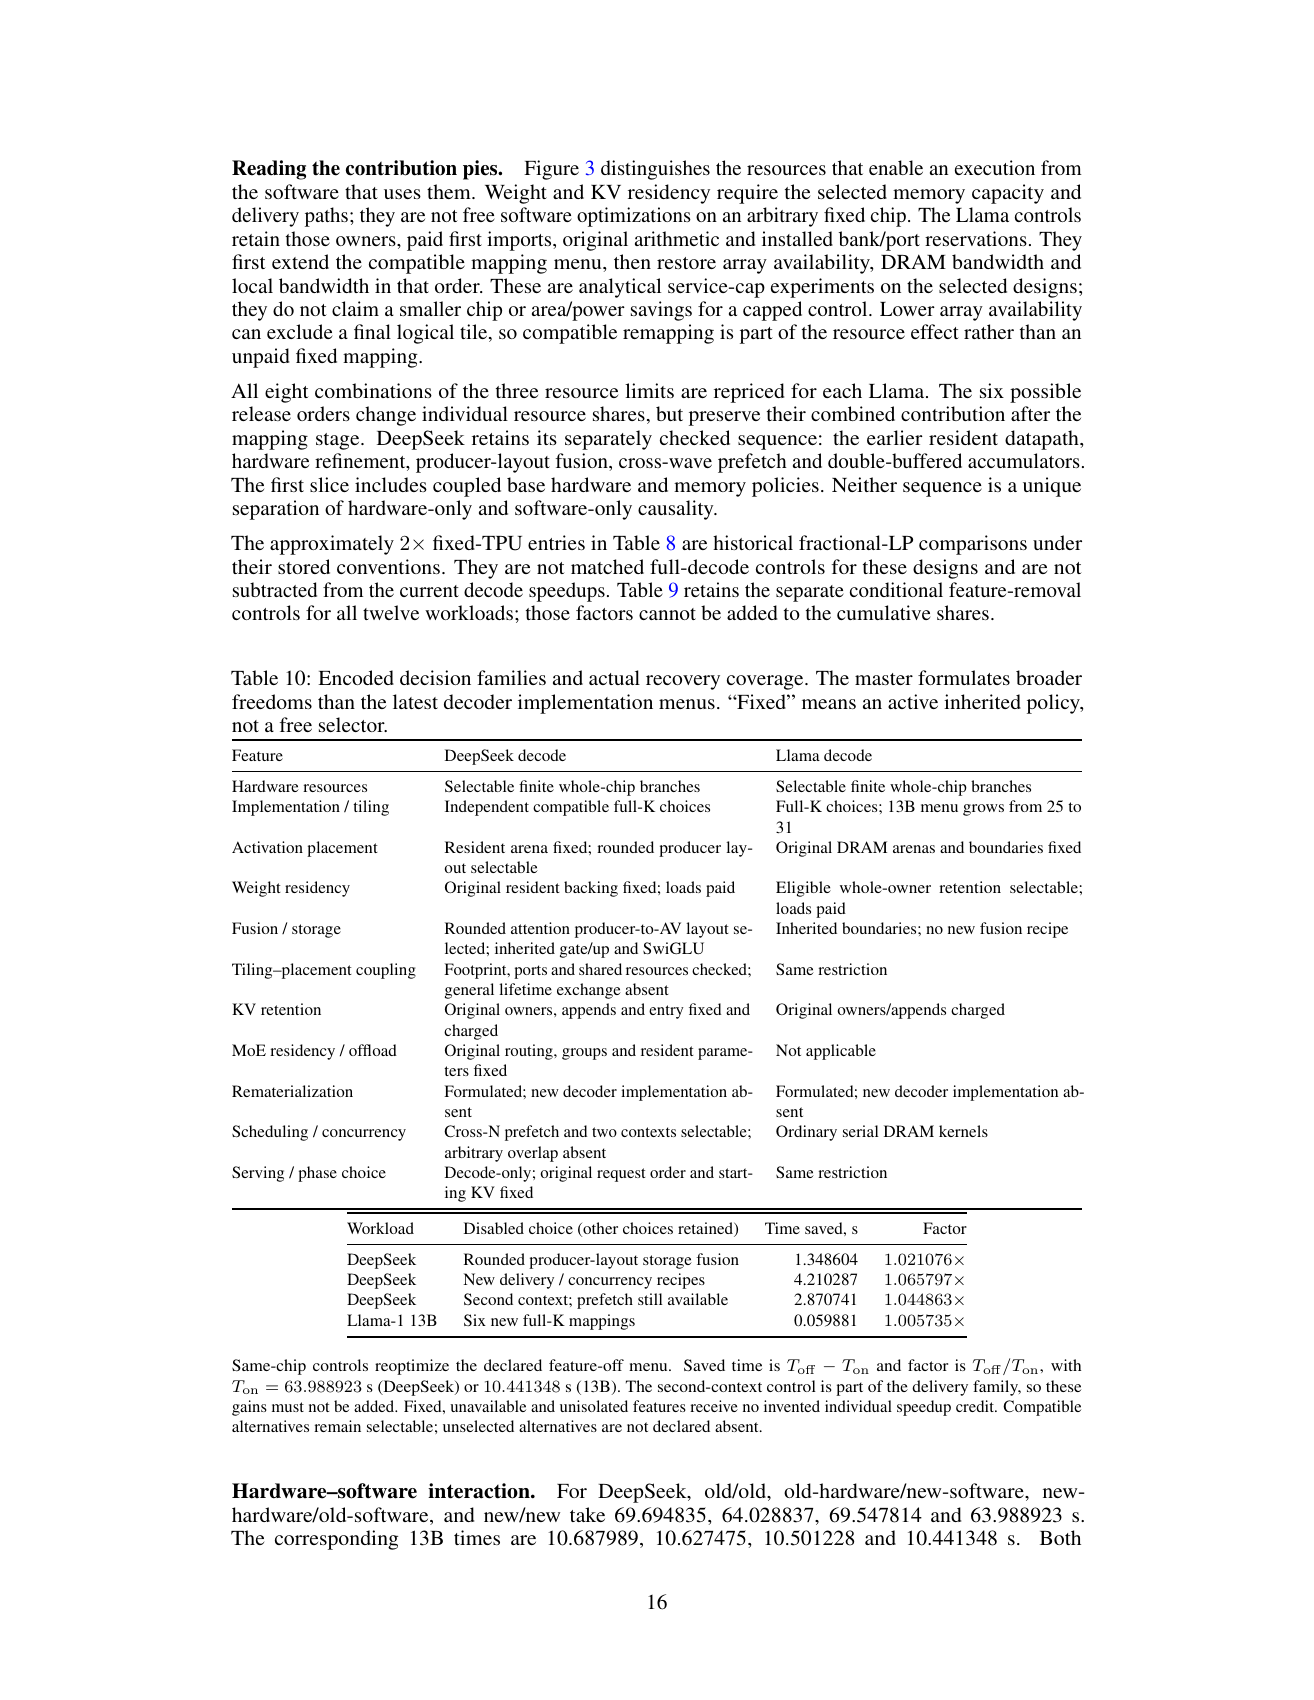 Reading the contribution pies. Figure 3 distinguishes the resources that enable an execution from
the software that uses them. Weight and KV residency require the selected memory capacity and
delivery paths; they are not free software optimizations on an arbitrary fixed chip. The Llama controls
retain those owners, paid first imports, original arithmetic and installed bank/port reservations. They
first extend the compatible mapping menu, then restore array availability, DRAM bandwidth and
local bandwidth in that order. These are analytical service-cap experiments on the selected designs;
they do not claim a smaller chip or area/power savings for a capped control. Lower array availability
can exclude a final logical tile, so compatible remapping is part of the resource effect rather than an
unpaid fixed mapping.
All eight combinations of the three resource limits are repriced for each Llama. The six possible
release orders change individual resource shares, but preserve their combined contribution after the
mapping stage. DeepSeek retains its separately checked sequence: the earlier resident datapath,
hardware refinement, producer-layout fusion, cross-wave prefetch and double-buffered accumulators.
The first slice includes coupled base hardware and memory policies. Neither sequence is a unique
separation of hardware-only and software-only causality.
The approximately 2× fixed-TPU entries in Table 8 are historical fractional-LP comparisons under
their stored conventions. They are not matched full-decode controls for these designs and are not
subtracted from the current decode speedups. Table 9 retains the separate conditional feature-removal
controls for all twelve workloads; those factors cannot be added to the cumulative shares.
Table 10: Encoded decision families and actual recovery coverage. The master formulates broader
freedoms than the latest decoder implementation menus. “Fixed” means an active inherited policy,
not a free selector.
Feature DeepSeek decode Llama decode
Hardware resources Selectable finite whole-chip branches Selectable finite whole-chip branches
Implementation / tiling Independent compatible full-K choices Full-K choices; 13B menu grows from 25 to
31
Activation placement Resident arena fixed; rounded producer lay- Original DRAM arenas and boundaries fixed
out selectable
Weight residency Original resident backing fixed; loads paid Eligible whole-owner retention selectable;
loads paid
Fusion / storage Rounded attention producer-to-AV layout se- Inherited boundaries; no new fusion recipe
lected; inherited gate/up and SwiGLU
Tiling–placement coupling Footprint, ports and shared resources checked; Same restriction
general lifetime exchange absent
KV retention Original owners, appends and entry fixed and Original owners/appends charged
charged
MoE residency / offload Original routing, groups and resident parame- Not applicable
ters fixed
Rematerialization Formulated; new decoder implementation ab- Formulated; new decoder implementation ab-
sent sent
Scheduling / concurrency Cross-N prefetch and two contexts selectable; Ordinary serial DRAM kernels
arbitrary overlap absent
Serving / phase choice Decode-only; original request order and start- Same restriction
ing KV fixed
Workload Disabled choice (other choices retained) Time saved, s Factor
DeepSeek Rounded producer-layout storage fusion 1.348604 1.021076×
DeepSeek New delivery / concurrency recipes 4.210287 1.065797×
DeepSeek Second context; prefetch still available 2.870741 1.044863×
Llama-1 13B Six new full-K mappings 0.059881 1.005735×
Same-chip controls reoptimize the declared feature-off menu. Saved time is Toff − Ton and factor is Toff/Ton, with
Ton = 63.988923 s (DeepSeek) or 10.441348 s (13B). The second-context control is part of the delivery family, so these
gains must not be added. Fixed, unavailable and unisolated features receive no invented individual speedup credit. Compatible
alternatives remain selectable; unselected alternatives are not declared absent.
Hardware–software interaction. For DeepSeek, old/old, old-hardware/new-software, new-
hardware/old-software, and new/new take 69.694835, 64.028837, 69.547814 and 63.988923 s.
The corresponding 13B times are 10.687989, 10.627475, 10.501228 and 10.441348 s. Both
16